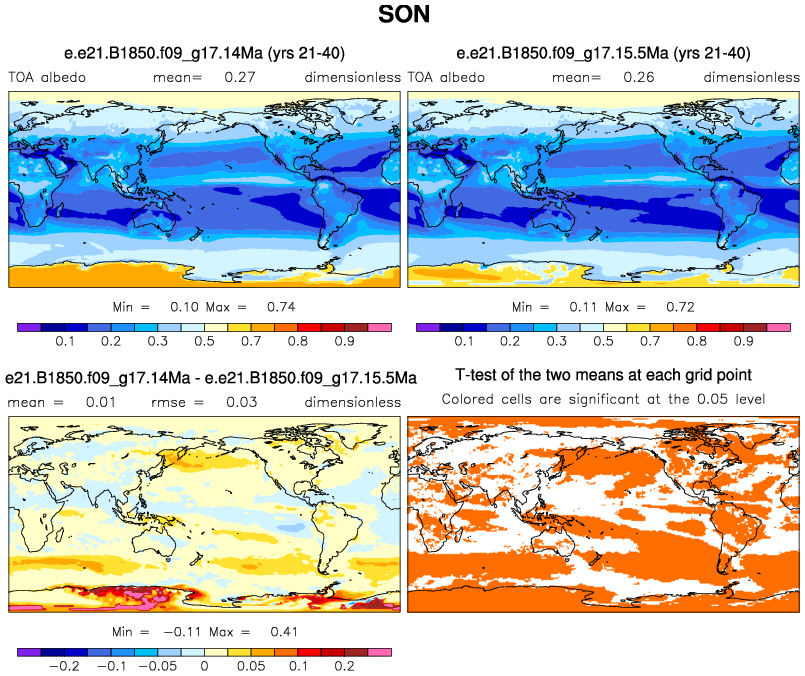 SON
e.e21.B1850.f09_g17.14Ma (yrs 21-40)
TOA albedo mean= 0.27 dimensionless
Min = 0.10 Max = 0.74
0.1 0.2 0.3 0.5 0.7 0.8 0.9
e.e21.B1850.f09_g17.15.5Ma (yrs 21-40)
TOA albedo mean= 0.26 dimensionless
Min = 0.11 Max = 0.72
0.1 0.2 0.3 0.5 0.7 0.8 0.9
e21.B1850.f09_g17.14Ma - e.e21.B1850.f09_g17.15.5Ma
mean = 0.01 rmse = 0.03 dimensionless
Min = -0.11 Max = 0.41
-0.2 -0.1 -0.05 0 0.05 0.1 0.2
T-test of the two means at each grid point
Colored cells are significant at the 0.05 level